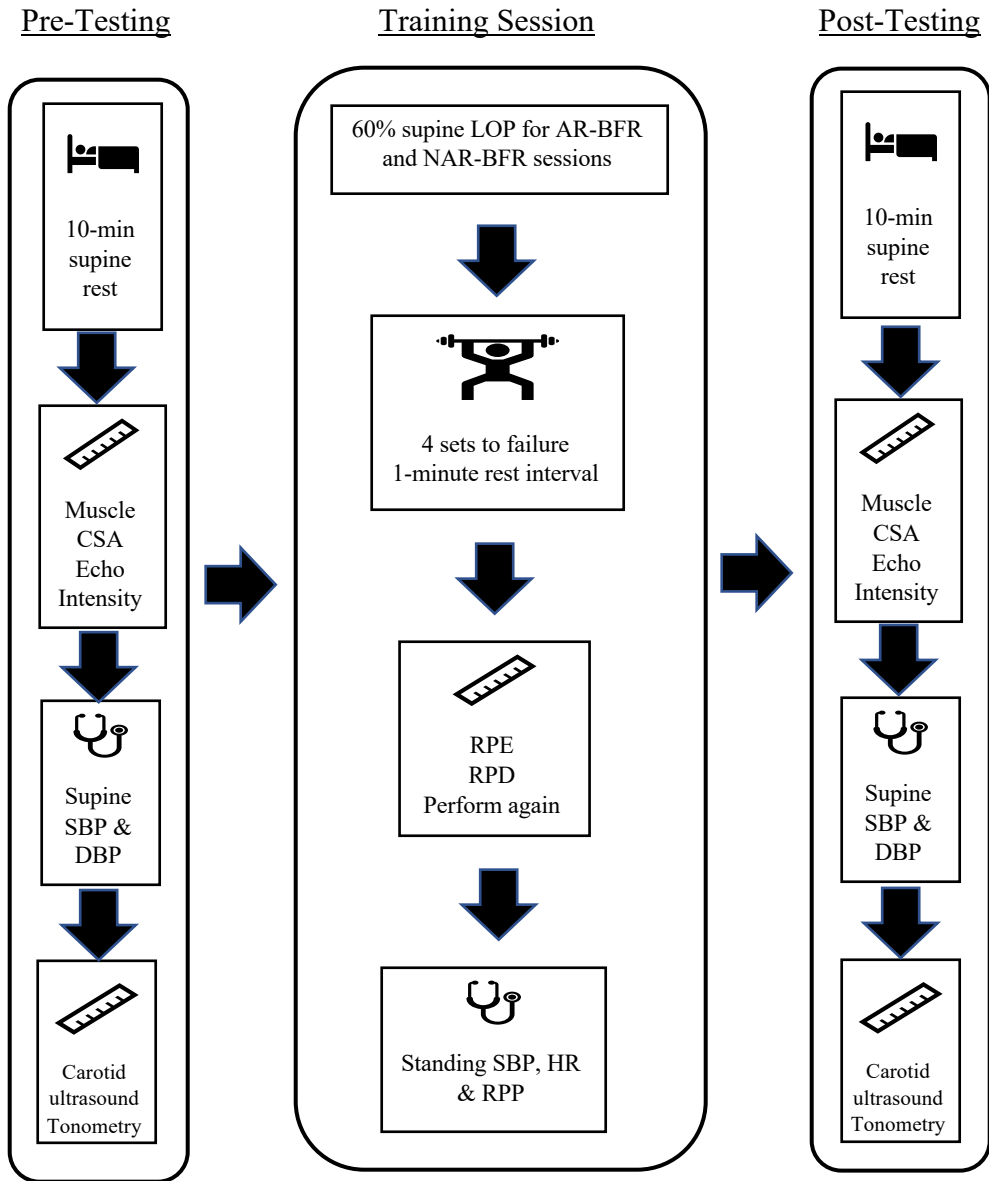 Pre-Testing
10-min
supine
rest
Muscle
CSA
Echo
Intensity
Supine
SBP &
DBP
Carotid
ultrasound
Tonometry
Training Session
60% supine LOP for AR-BFR
and NAR-BFR sessions
4 sets to failure
1-minute rest interval
RPE
RPD
Perform again
Standing SBP, HR
& RPP
Post-Testing
10-min
supine
rest
Muscle
CSA
Echo
Intensity
Supine
SBP &
DBP
Carotid
ultrasound
Tonometry